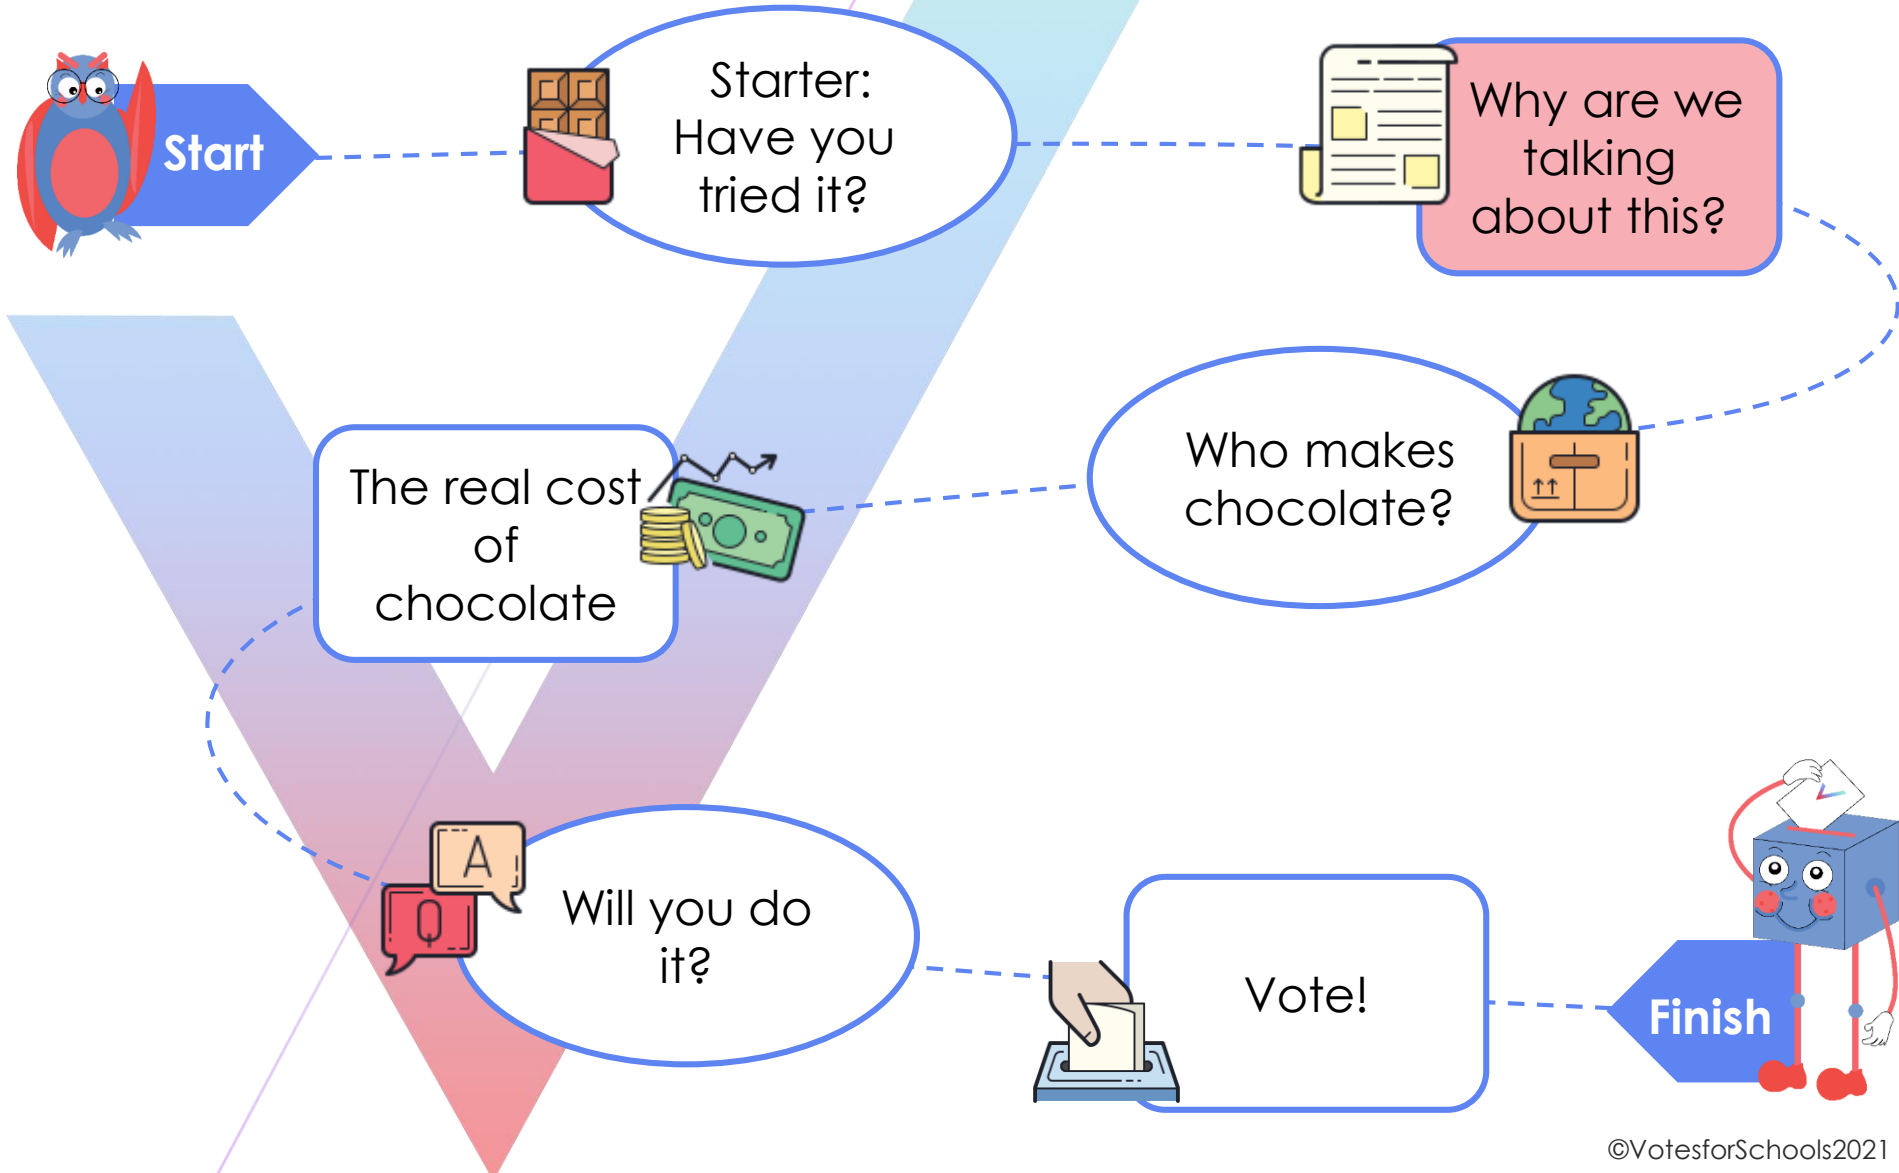 Start
Starter:
Have you
tried it?
Why are we
talking
about this?
Who makes
chocolate?
The real cost
of
chocolate
A
Q
Will you do
it?
Vote!
Finish
©VotesforSchools2021